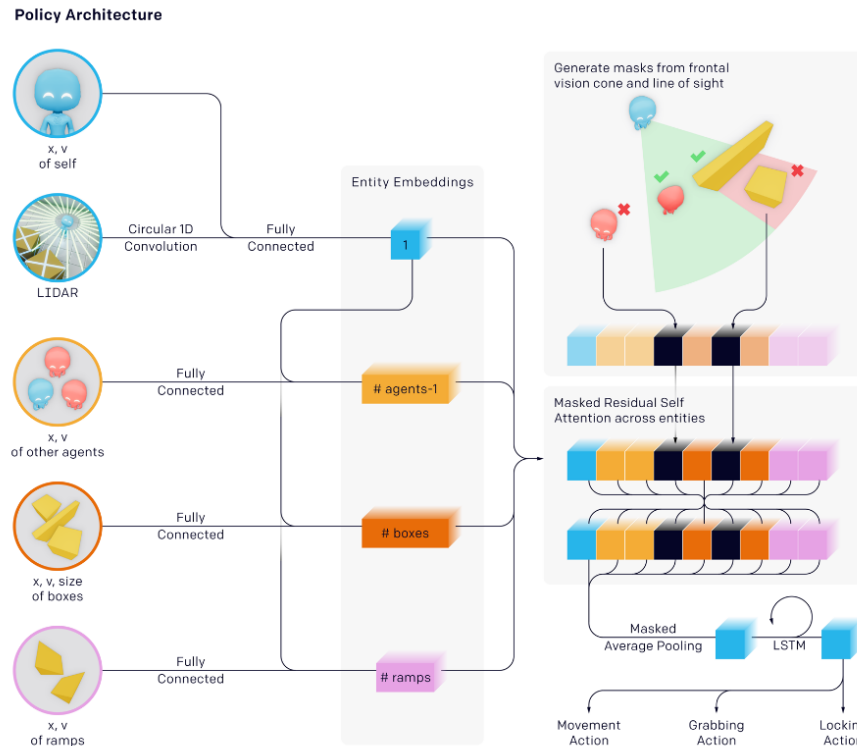 Policy Architecture
x, v
of self
LIDAR
Circular 1D
Convolution
Fully
Connected
Entity Embeddings
1
x, v
of other agents
Fully
Connected
# agents-1
x, v, size
of boxes
Fully
Connected
# boxes
x, v
of ramps
Fully
Connected
# ramps
Generate masks from frontal
vision cone and line of sight
Masked Residual Self
Attention across entities
Masked
Average Pooling
LSTM
Movement
Action
Grabbing
Action
Lockin
Action